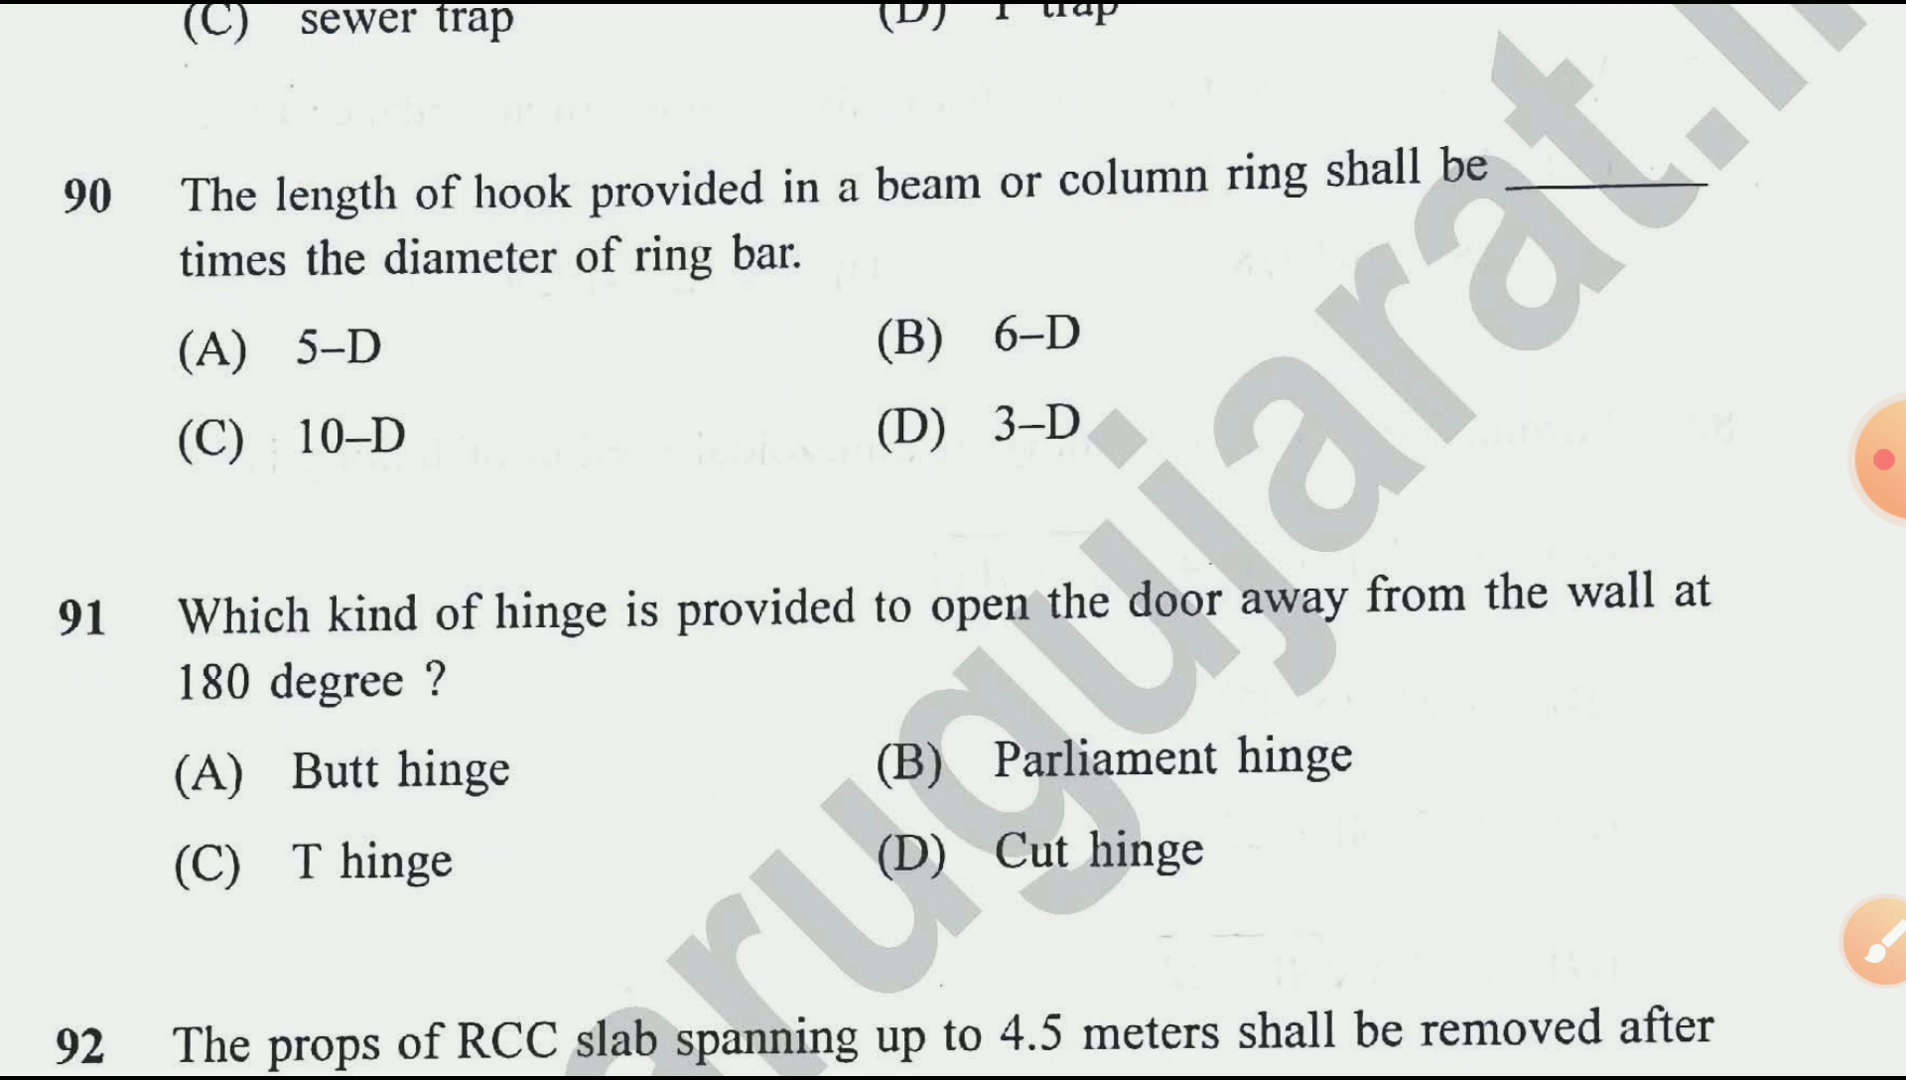 (C) sewer trap
(D) P trap
90 The length of hook provided in a beam or column ring shall be ________
times the diameter of ring bar.
(A) 5–D
(B) 6–D
(C) 10–D
(D) 3–D
91 Which kind of hinge is provided to open the door away from the wall at
180 degree ?
(A) Butt hinge
(B) Parliament hinge
(C) T hinge
(D) Cut hinge
92 The props of RCC slab spanning up to 4.5 meters shall be removed after
arugujarat.